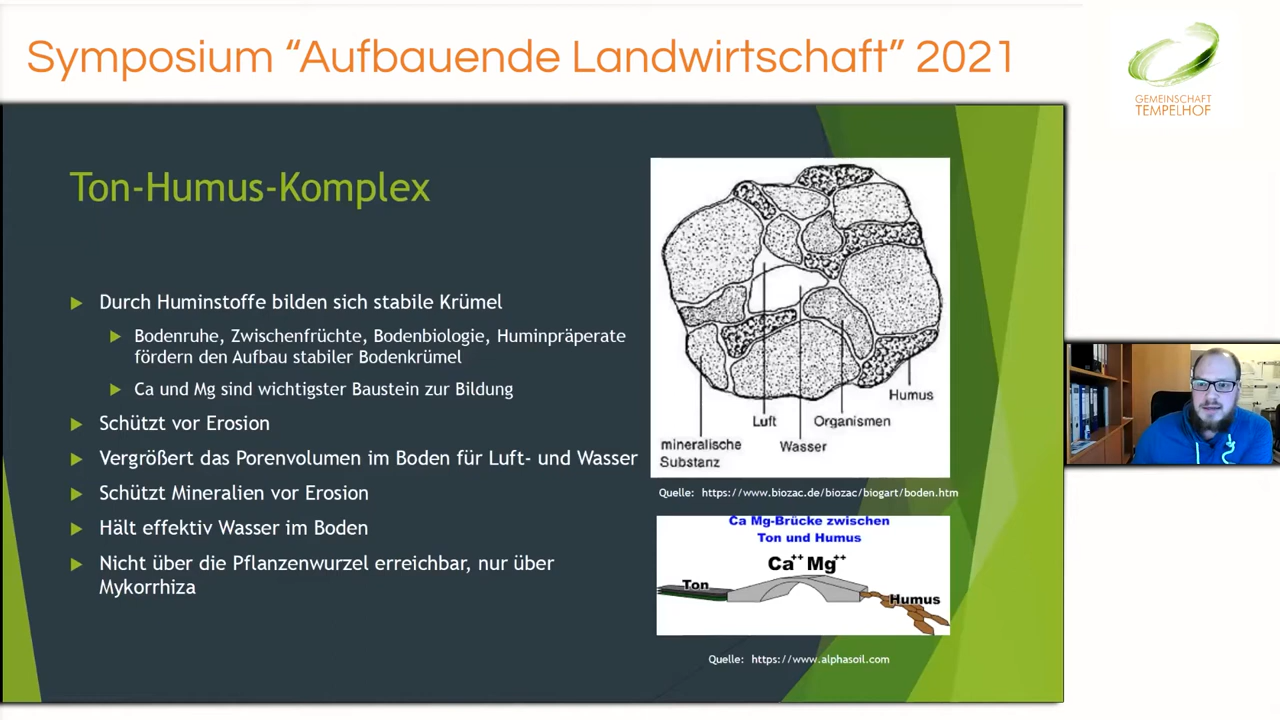 Symposium “Aufbauende Landwirtschaft” 2021
GEMEINSCHAFT
TEMPELHOF
Ton-Humus-Komplex
Durch Huminstoffe bilden sich stabile Krümel
Bodenruhe, Zwischenfrüchte, Bodenbiologie, Huminpräperate
fördern den Aufbau stabiler Bodenkrümel
Ca und Mg sind wichtigster Baustein zur Bildung
Schützt vor Erosion
Vergrößert das Porenvolumen im Boden für Luft- und Wasser
Schützt Mineralien vor Erosion
Hält effektiv Wasser im Boden
Nicht über die Pflanzenwurzel erreichbar, nur über
Mykorrhiza
Humus
Luft
Organismen
mineralische
Substanz
Wasser
Quelle: https://www.biozac.de/biozac/biogart/boden.htm
Ca Mg-Brücke zwischen
Ton und Humus
Ca++ Mg++
Ton
Humus
Quelle: https://www.alphasoil.com